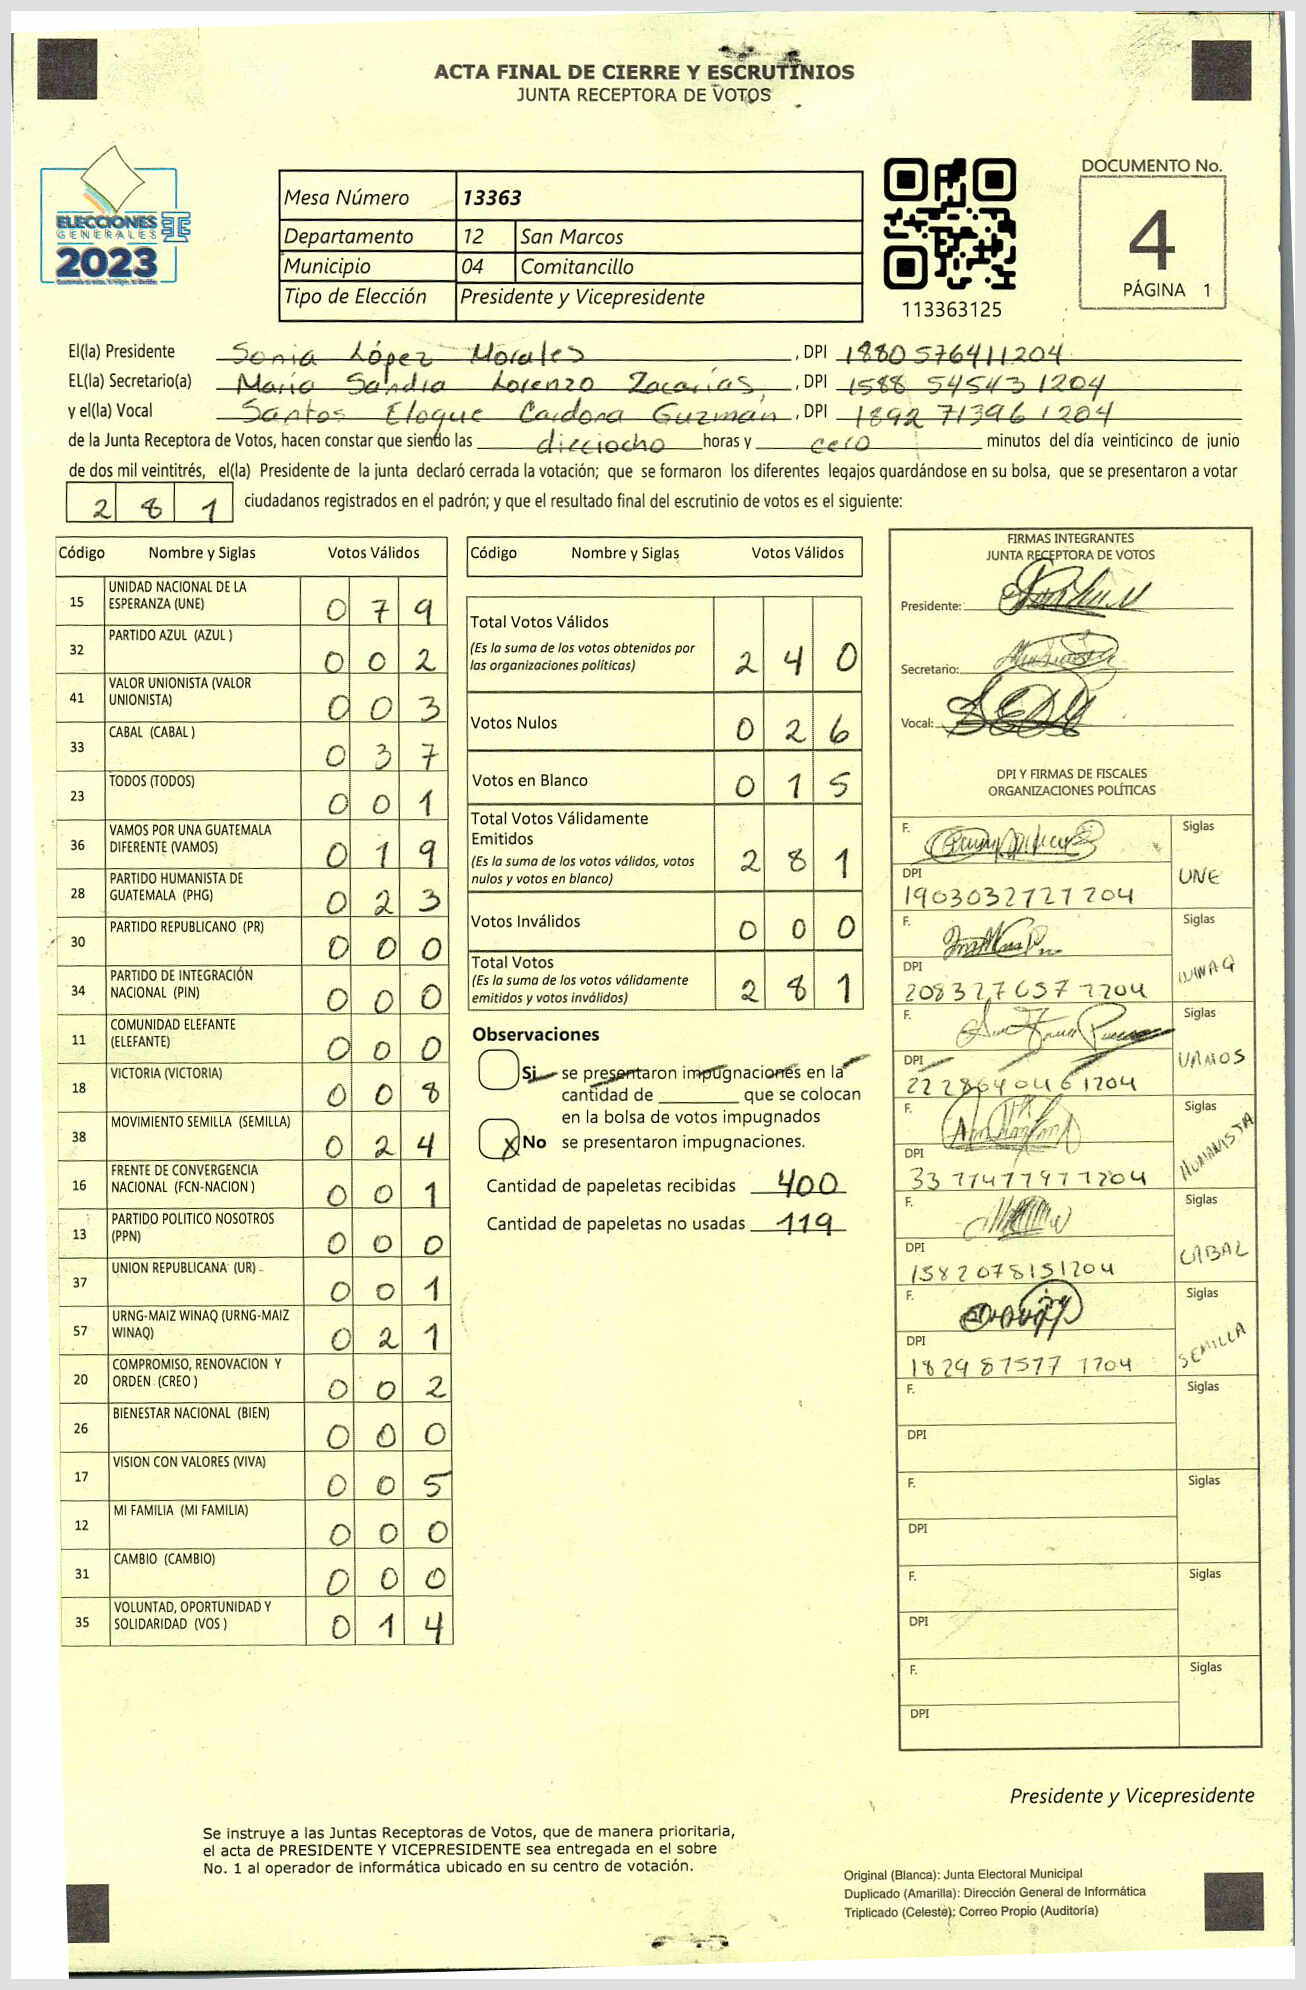 ACTA FINAL DE CIERRE Y ESCRUTINIOS
JUNTA RECEPTORA DE VOTOS
ELECCIONES
GENERALES
2023
Mesa Número 13363
Departamento 12 San Marcos
Municipio 04 Comitancillo
Tipo de Elección Presidente y Vicepresidente
113363125
DOCUMENTO No.
4
PÁGINA 1
El(la) Presidente Sonia López Morales, DPI 1880576411204
EL(la) Secretario(a) María Sandra Lorenzo Zacarías, DPI 1588 54543 1204
y el(la) Vocal Santos Eloque Cardona Guzmán, DPI 1892 71396 1204
de la Junta Receptora de Votos, hacen constar que siendo las dieciocho horas y cero minutos del día veinticinco de junio
de dos mil veintitrés, el(la) Presidente de la junta declaró cerrada la votación; que se formaron los diferentes legajos quardándose en su bolsa, que se presentaron a votar
2 8 1 ciudadanos registrados en el padrón; y que el resultado final del escrutinio de votos es el siguiente:
Código Nombre y Siglas Votos Válidos
15 UNIDAD NACIONAL DE LA ESPERANZA (UNE) 0 7 9
32 PARTIDO AZUL (AZUL ) 0 0 2
41 VALOR UNIONISTA (VALOR UNIONISTA) 0 0 3
33 CABAL (CABAL ) 0 3 7
23 TODOS (TODOS) 0 0 1
36 VAMOS POR UNA GUATEMALA DIFERENTE (VAMOS) 0 1 9
28 PARTIDO HUMANISTA DE GUATEMALA (PHG) 0 2 3
30 PARTIDO REPUBLICANO (PR) 0 0 0
34 PARTIDO DE INTEGRACIÓN NACIONAL (PIN) 0 0 0
11 COMUNIDAD ELEFANTE (ELEFANTE) 0 0 0
18 VICTORIA (VICTORIA) 0 0 8
38 MOVIMIENTO SEMILLA (SEMILLA) 0 2 4
16 FRENTE DE CONVERGENCIA NACIONAL (FCN-NACION ) 0 0 1
13 PARTIDO POLITICO NOSOTROS (PPN) 0 0 0
37 UNION REPUBLICANA (UR) 0 0 1
57 URNG-MAIZ WINAQ (URNG-MAIZ WINAQ) 0 2 1
20 COMPROMISO, RENOVACION Y ORDEN (CREO ) 0 0 2
26 BIENESTAR NACIONAL (BIEN) 0 0 0
17 VISION CON VALORES (VIVA) 0 0 5
12 MI FAMILIA (MI FAMILIA) 0 0 0
31 CAMBIO (CAMBIO) 0 0 0
35 VOLUNTAD, OPORTUNIDAD Y SOLIDARIDAD (VOS ) 0 1 4
Código Nombre y Siglas Votos Válidos
Total Votos Válidos 2 4 0
(Es la suma de los votos obtenidos por
las organizaciones políticas)
Votos Nulos 0 2 6
Votos en Blanco 0 1 5
Total Votos Válidamente
Emitidos 2 8 1
(Es la suma de los votos válidos, votos
nulos y votos en blanco)
Votos Inválidos 0 0 0
Total Votos 2 8 1
(Es la suma de los votos válidamente
emitidos y votos inválidos)
Observaciones
Si se presentaron impugnaciones en la
cantidad de ________ que se colocan
en la bolsa de votos impugnados
X No se presentaron impugnaciones.
Cantidad de papeletas recibidas 400
Cantidad de papeletas no usadas 119
FIRMAS INTEGRANTES
JUNTA RECEPTORA DE VOTOS
Presidente:
Secretario:
Vocal:
DPI Y FIRMAS DE FISCALES
ORGANIZACIONES POLÍTICAS
F. Siglas
DPI UNE
1903032727204
F. Siglas
DPI WINAQ
F. Siglas
DPI VAMOS
F. Siglas
DPI HUMANISTA
F. Siglas
DPI CABAL
1582078151204
F. Siglas
DPI SEMILLA
F. Siglas
DPI
F. Siglas
DPI
F. Siglas
DPI
F. Siglas
DPI
Presidente y Vicepresidente
Se instruye a las Juntas Receptoras de Votos, que de manera prioritaria,
el acta de PRESIDENTE Y VICEPRESIDENTE sea entregada en el sobre
No. 1 al operador de informática ubicado en su centro de votación.
Original (Blanca): Junta Electoral Municipal
Duplicado (Amarilla): Dirección General de Informática
Triplicado (Celeste): Correo Propio (Auditoría)